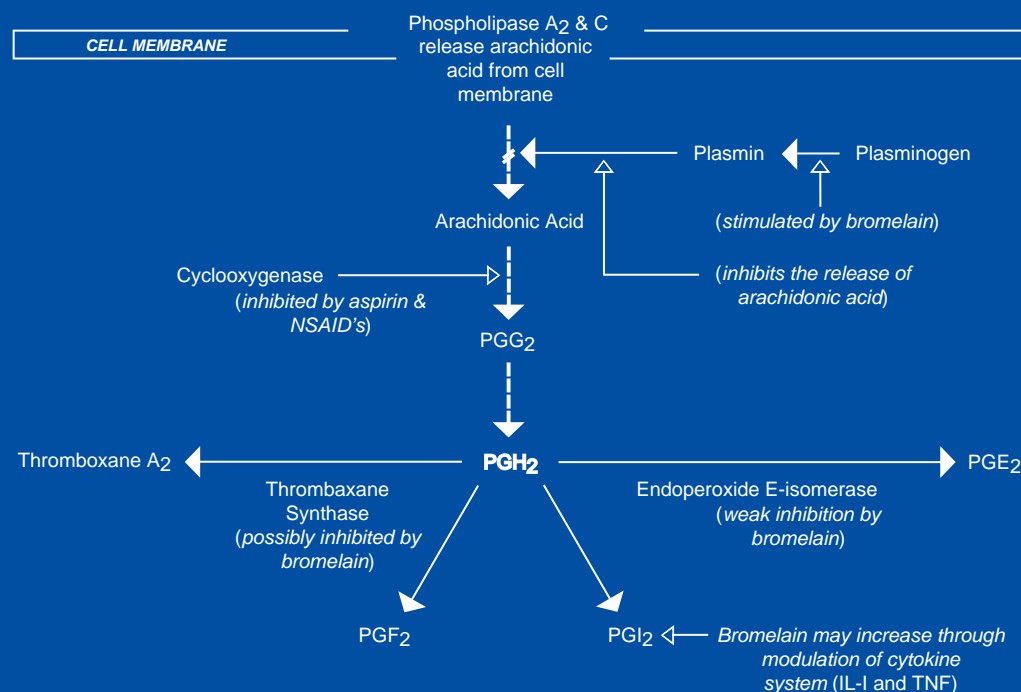 Phospholipase A2 & C
release arachidonic
acid from cell
membrane
CELL MEMBRANE
Plasmin
Plasminogen
Arachidonic Acid
(stimulated by bromelain)
Cyclooxygenase
(inhibited by aspirin &
NSAID's)
(inhibits the release of
arachidonic acid)
PGG2
Thromboxane A2
PGH2
PGE2
Thrombaxane
Synthase
(possibly inhibited by
bromelain)
Endoperoxide E-isomerase
(weak inhibition by
bromelain)
PGF2
PGI2
Bromelain may increase through
modulation of cytokine
system (IL-I and TNF)